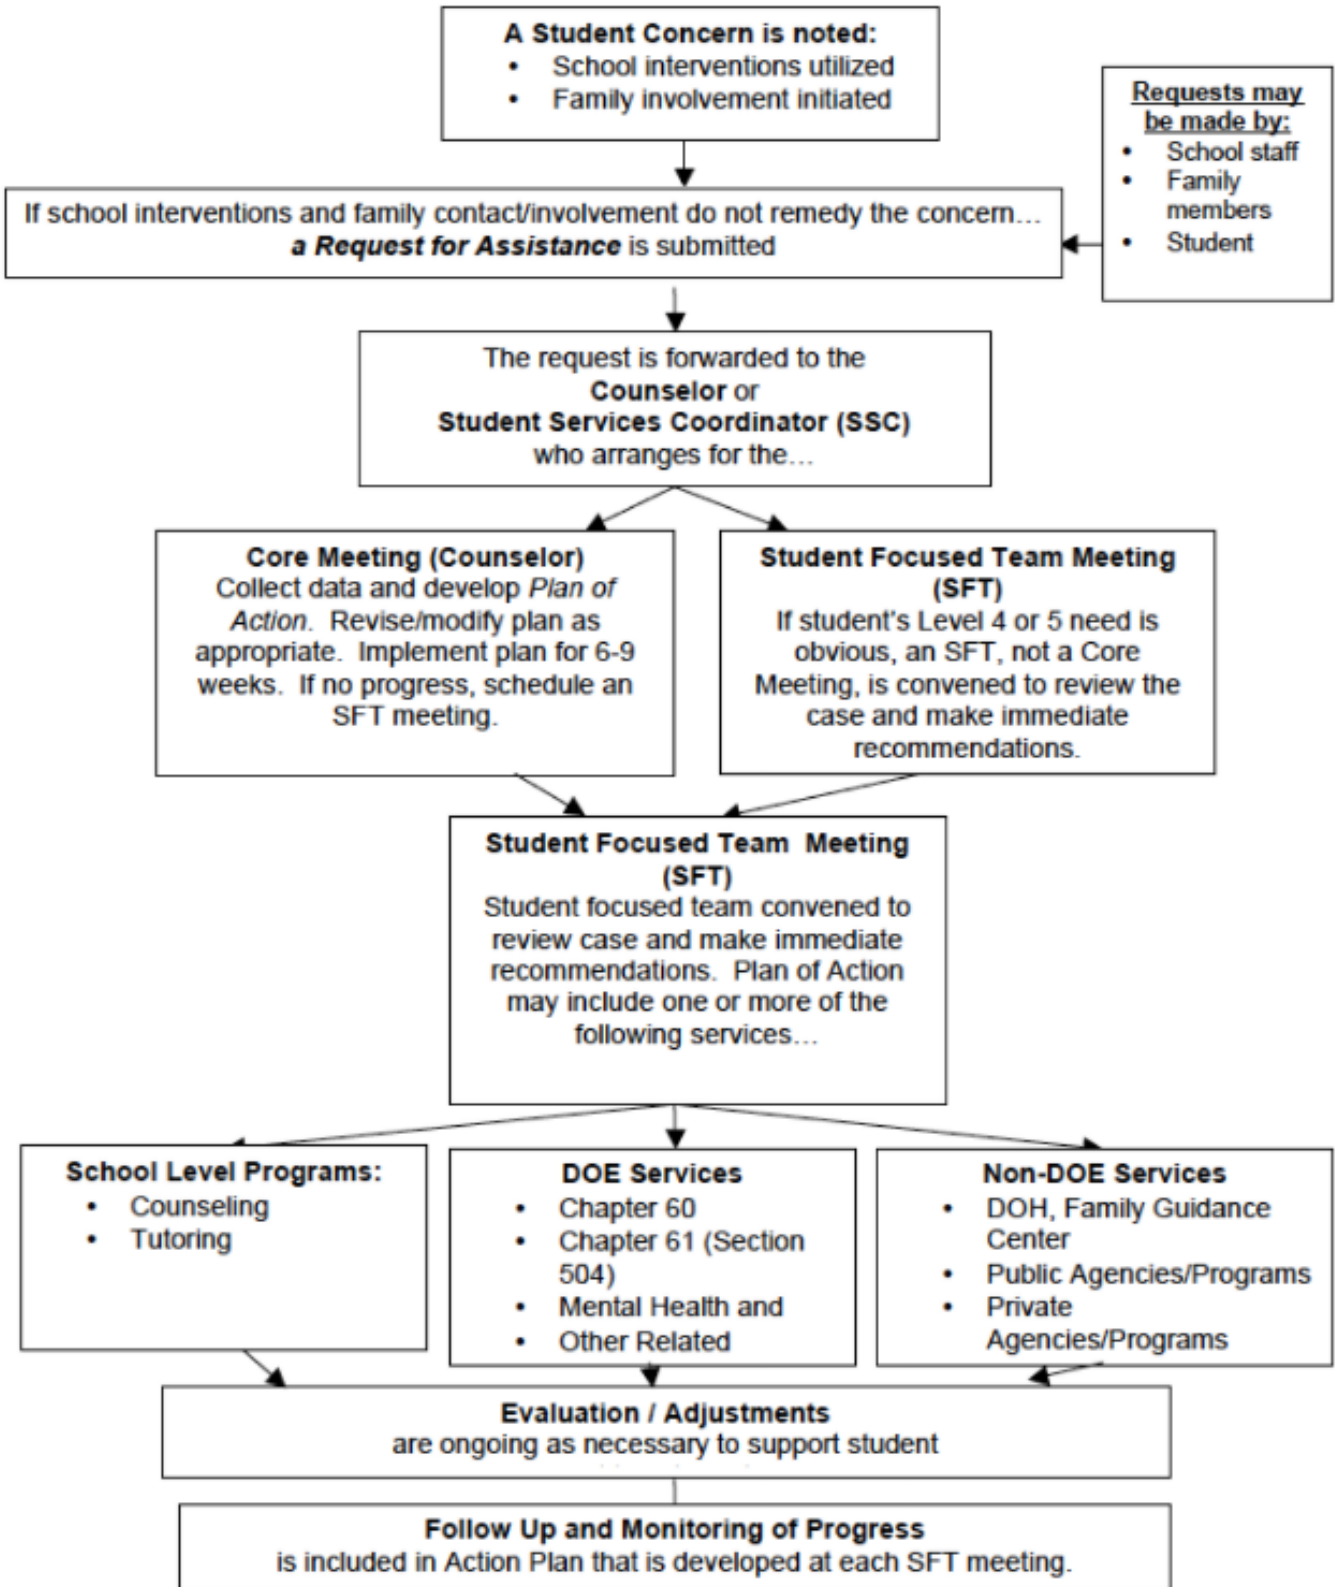 A Student Concern is noted:
• School interventions utilized
• Family involvement initiated
Requests may
be made by:
• School staff
• Family
members
• Student
If school interventions and family contact/involvement do not remedy the concern…
a Request for Assistance is submitted
The request is forwarded to the
Counselor or
Student Services Coordinator (SSC)
who arranges for the…
Core Meeting (Counselor)
Collect data and develop Plan of
Action. Revise/modify plan as
appropriate. Implement plan for 6-9
weeks. If no progress, schedule an
SFT meeting.
Student Focused Team Meeting
(SFT)
If student's Level 4 or 5 need is
obvious, an SFT, not a Core
Meeting, is convened to review the
case and make immediate
recommendations.
Student Focused Team Meeting
(SFT)
Student focused team convened to
review case and make immediate
recommendations. Plan of Action
may include one or more of the
following services…
School Level Programs:
• Counseling
• Tutoring
DOE Services
• Chapter 60
• Chapter 61 (Section
504)
• Mental Health and
• Other Related
Non-DOE Services
• DOH, Family Guidance
Center
• Public Agencies/Programs
• Private
Agencies/Programs
Evaluation / Adjustments
are ongoing as necessary to support student
Follow Up and Monitoring of Progress
is included in Action Plan that is developed at each SFT meeting.